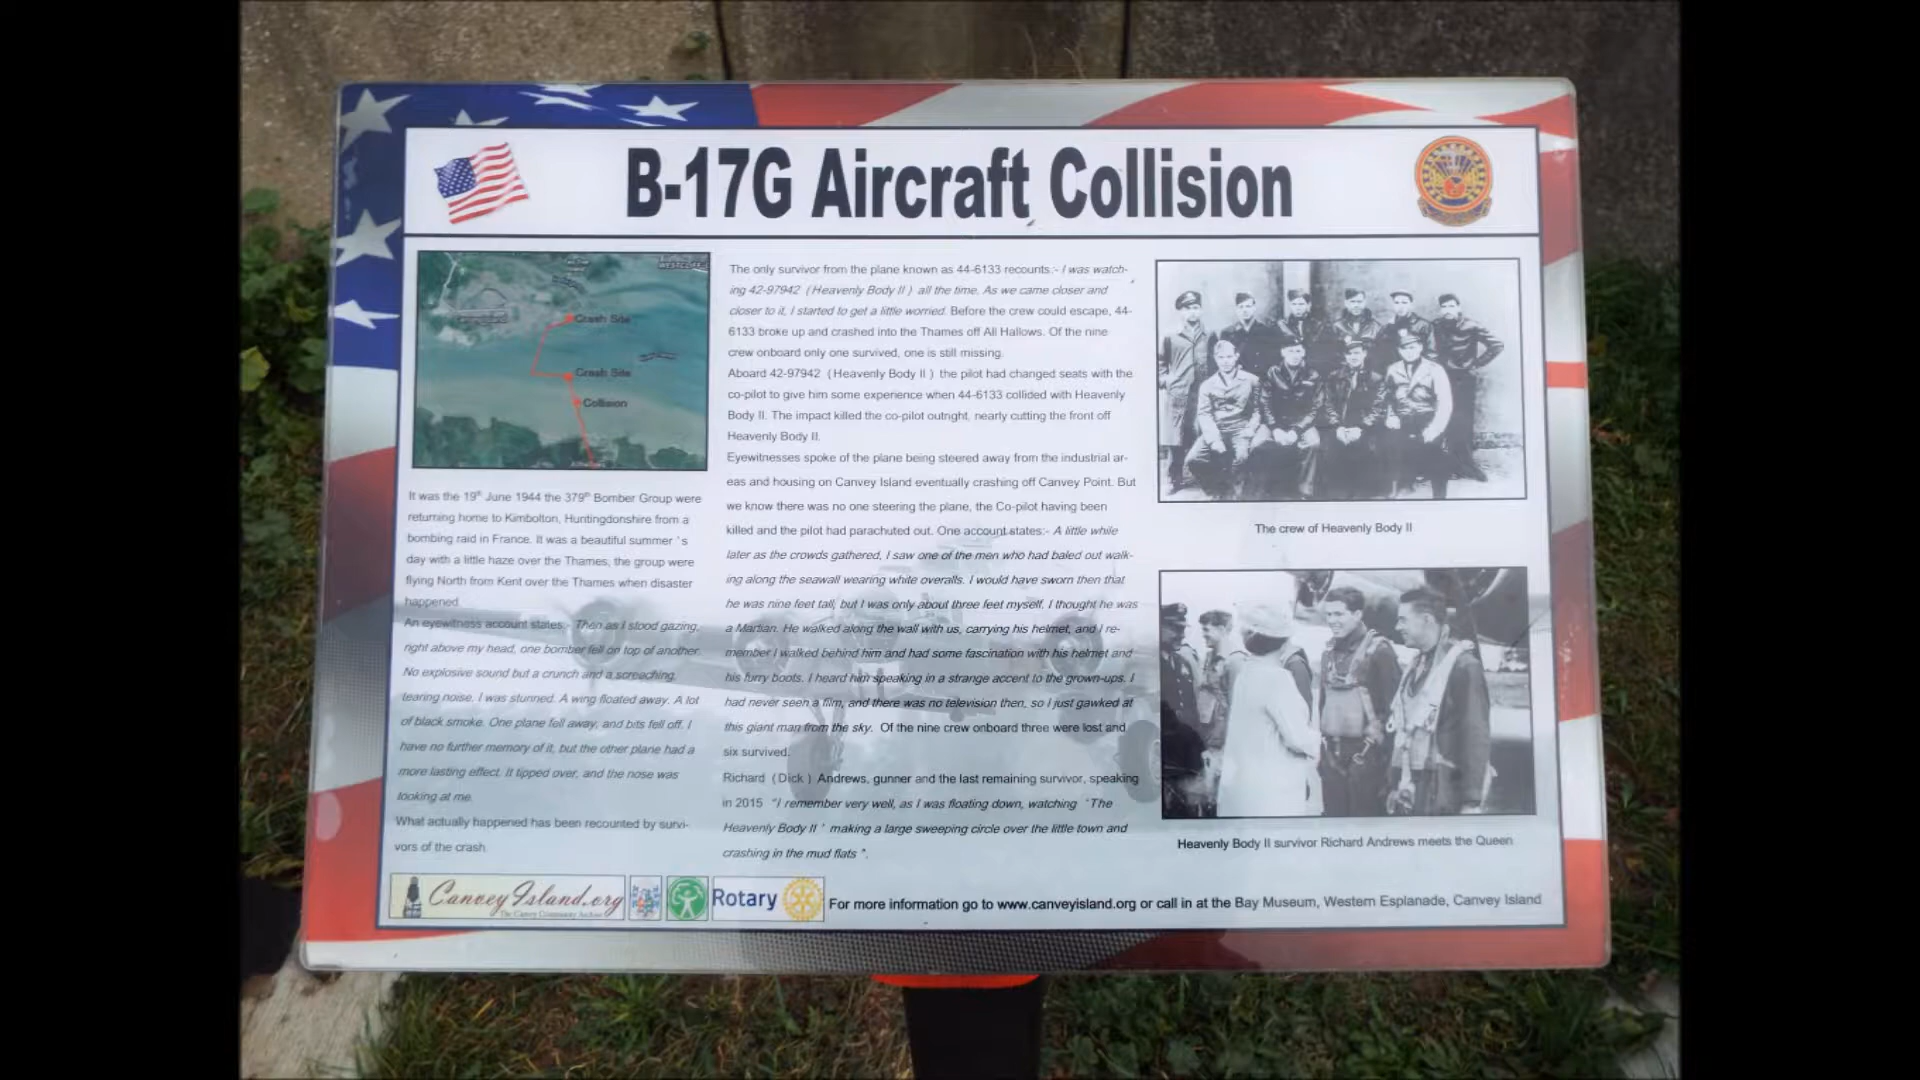 B-17G Aircraft Collision
Crash Site
Crash Site
Collision
It was the 19th June 1944 the 379th Bomber Group were
returning home to Kimbolton, Huntingdonshire from a
bombing raid in France. It was a beautiful summer ' s
day with a little haze over the Thames, the group were
flying North from Kent over the Thames when disaster
happened.
An eyewitness account states:- Then as I stood gazing,
right above my head, one bomber fell on top of another.
No explosive sound but a crunch and a screeching,
tearing noise. I was stunned. A wing floated away. A lot
of black smoke. One plane fell away, and bits fell off. I
have no further memory of it, but the other plane had a
more lasting effect. It tipped over, and the nose was
looking at me.
What actually happened has been recounted by survi-
vors of the crash.
The only survivor from the plane known as 44-6133 recounts:- I was watch-
ing 42-97942 (Heavenly Body II) all the time. As we came closer and
closer to it, I started to get a little worried. Before the crew could escape, 44-
6133 broke up and crashed into the Thames off All Hallows. Of the nine
crew onboard only one survived, one is still missing.
Aboard 42-97942 (Heavenly Body II) the pilot had changed seats with the
co-pilot to give him some experience when 44-6133 collided with Heavenly
Body II. The impact killed the co-pilot outright, nearly cutting the front off
Heavenly Body II.
Eyewitnesses spoke of the plane being steered away from the industrial ar-
eas and housing on Canvey Island eventually crashing off Canvey Point. But
we know there was no one steering the plane, the Co-pilot having been
killed and the pilot had parachuted out. One account states:- A little while
later as the crowds gathered, I saw one of the men who had baled out walk-
ing along the seawall wearing white overalls. I would have sworn then that
he was nine feet tall; but I was only about three feet myself. I thought he was
a Martian. He walked along the wall with us, carrying his helmet, and I re-
member I walked behind him and had some fascination with his helmet and
his furry boots. I heard him speaking in a strange accent to the grown-ups. I
had never seen a film, and there was no television then, so I just gawked at
this giant man from the sky. Of the nine crew onboard three were lost and
six survived.
Richard (Dick) Andrews, gunner and the last remaining survivor, speaking
in 2015 "I remember very well, as I was floating down, watching 'The
Heavenly Body II ' making a large sweeping circle over the little town and
crashing in the mud flats ".
The crew of Heavenly Body II
Heavenly Body II survivor Richard Andrews meets the Queen
Canvey Island.org
The Canvey Community Archive
Rotary
For more information go to www.canveyisland.org or call in at the Bay Museum, Western Esplanade, Canvey Island